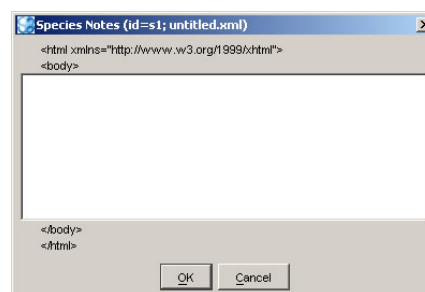 Species Notes (id=s1; untitled.xml)
<html xmlns="http://www.w3.org/1999/xhtml">
<body>
</body>
</html>
OK Cancel